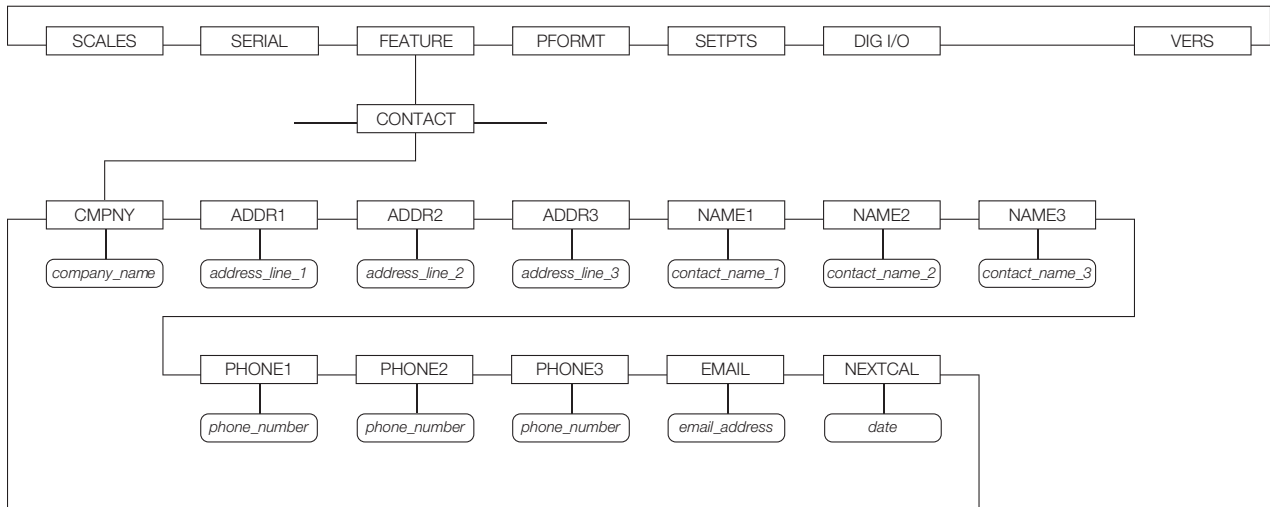 SCALES SERIAL FEATURE PFORMT SETPTS DIG I/O VERS
CONTACT
CMPNY ADDR1 ADDR2 ADDR3 NAME1 NAME2 NAME3
company_name address_line_1 address_line_2 address_line_3 contact_name_1 contact_name_2 contact_name_3
PHONE1 PHONE2 PHONE3 EMAIL NEXTCAL
phone_number phone_number phone_number email_address date